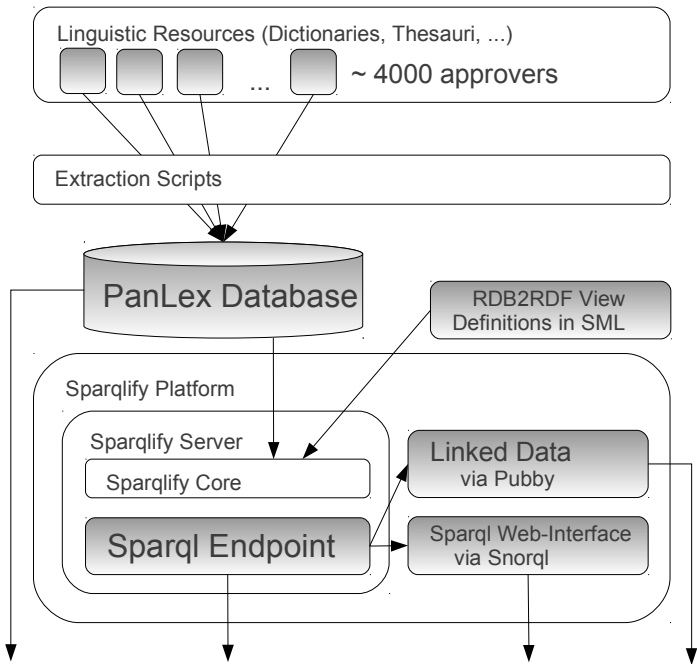 Linguistic Resources (Dictionaries, Thesauri, ...)
... ~ 4000 approvers
Extraction Scripts
PanLex Database
RDB2RDF View
Definitions in SML
Sparqlify Platform
Sparqlify Server
Sparqlify Core
Linked Data
via Pubby
Sparql Endpoint
Sparql Web-Interface
via Snorql